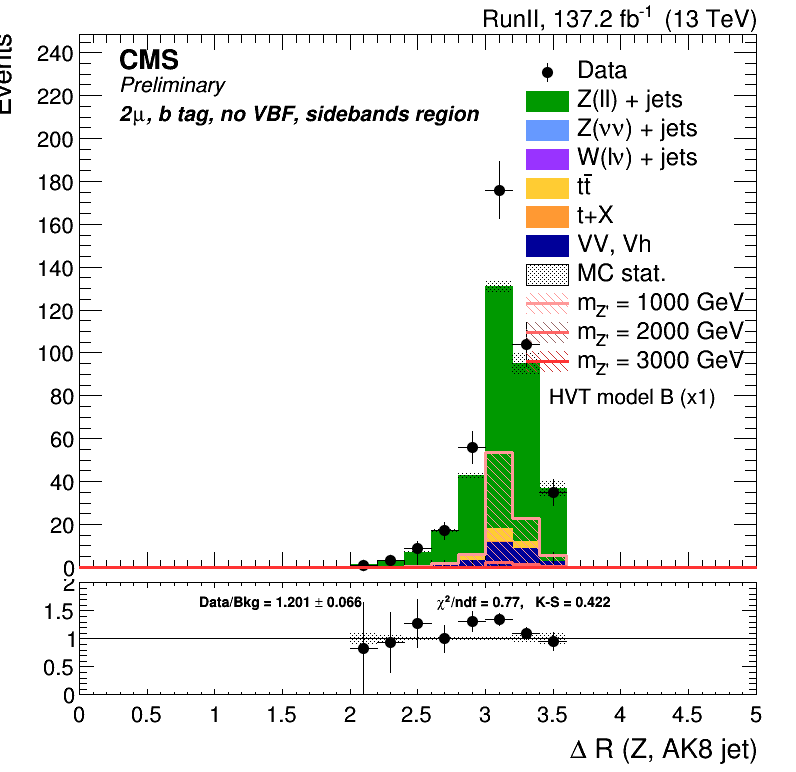 RunII, 137.2 fb⁻¹ (13 TeV)
Events
240
220
200
180
160
140
120
100
80
60
40
20
0
CMS
Preliminary
2μ, b tag, no VBF, sidebands region
Data
Z(ll) + jets
Z(νν) + jets
W(lν) + jets
tt̄
t+X
VV, Vh
MC stat.
m_Z' = 1000 GeV
m_Z' = 2000 GeV
m_Z' = 3000 GeV
HVT model B (x1)
2
1.5
1
0.5
0
Data/Bkg = 1.201 ± 0.066
χ²/ndf = 0.77, K-S = 0.422
0 0.5 1 1.5 2 2.5 3 3.5 4 4.5 5
Δ R (Z, AK8 jet)